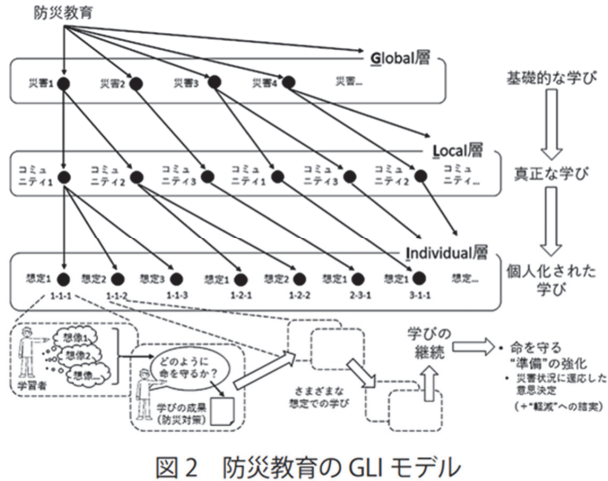 防災教育
Global層
災害1 災害2 災害3 災害4 災害...
基礎的な学び
Local層
コミュニティ1 コミュニティ2 コミュニティ3 コミュニティ1 コミュニティ3 コミュニティ2 コミュニティ...
真正な学び
Individual層
想定1 想定2 想定3 想定1 想定2 想定1 想定1 想定...
1-1-1 1-1-2 1-1-3 1-2-1 1-2-2 2-3-1 3-1-1
個人化された
学び
想像1
想像2
想像...
学習者
どのように
命を守るか?
学びの成果
(防災対策)
さまざまな
想定での学び
学びの
継続
• 命を守る
“準備”の強化
• 災害状況に適応した
意思決定
(+“軽減”への措実)
図2 防災教育のGLIモデル